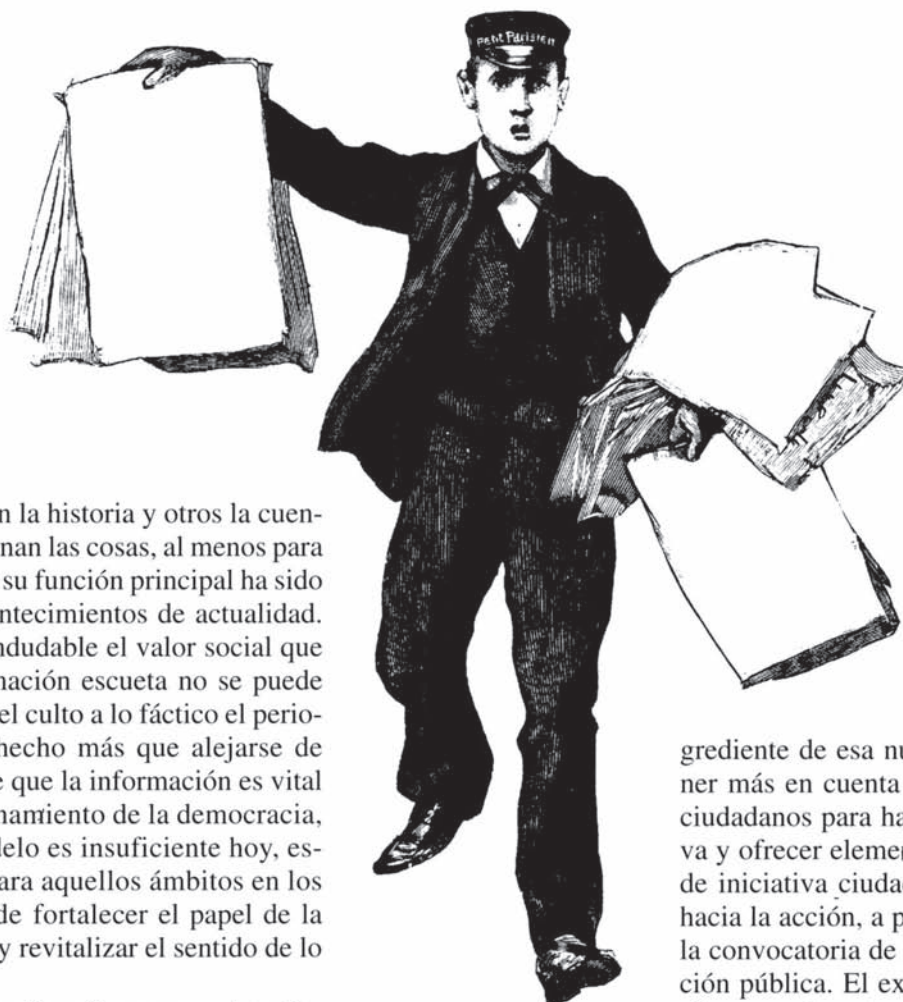 Petit Parisien
n la historia y otros la cuen-
nan las cosas, al menos para
su función principal ha sido
ntecimientos de actualidad.
ndudable el valor social que
nación escueta no se puede
el culto a lo fáctico el perio-
hecho más que alejarse de
e que la información es vital
namiento de la democracia,
delo es insuficiente hoy, es-
ara aquellos ámbitos en los
de fortalecer el papel de la
y revitalizar el sentido de lo
grediente de esa nu
ner más en cuenta
ciudadanos para ha
va y ofrecer elemen
de iniciativa ciudad
hacia la acción, a p
la convocatoria de
ción pública. El ex